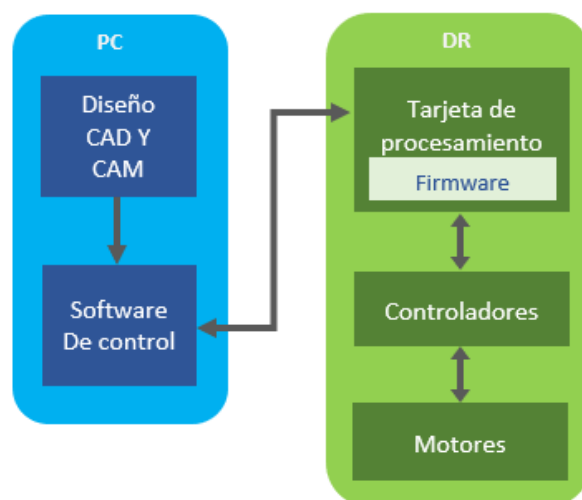 PC
Diseño
CAD Y
CAM
Software
De control
DR
Tarjeta de
procesamiento
Firmware
Controladores
Motores